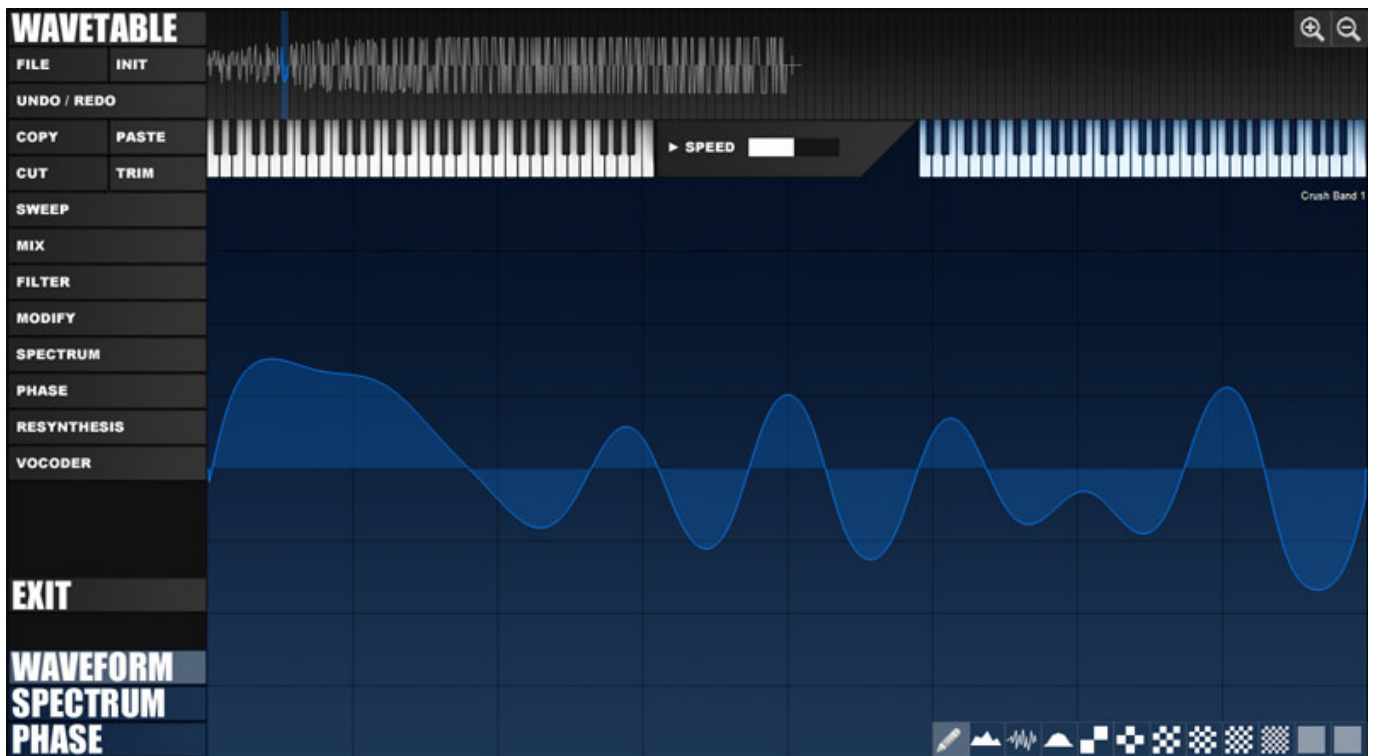 WAVETABLE
FILE INIT
UNDO / REDO
COPY PASTE
CUT TRIM
SWEEP
MIX
FILTER
MODIFY
SPECTRUM
PHASE
RESYNTHESIS
VOCODER
EXIT
WAVEFORM
SPECTRUM
PHASE
SPEED
Crush Band 1